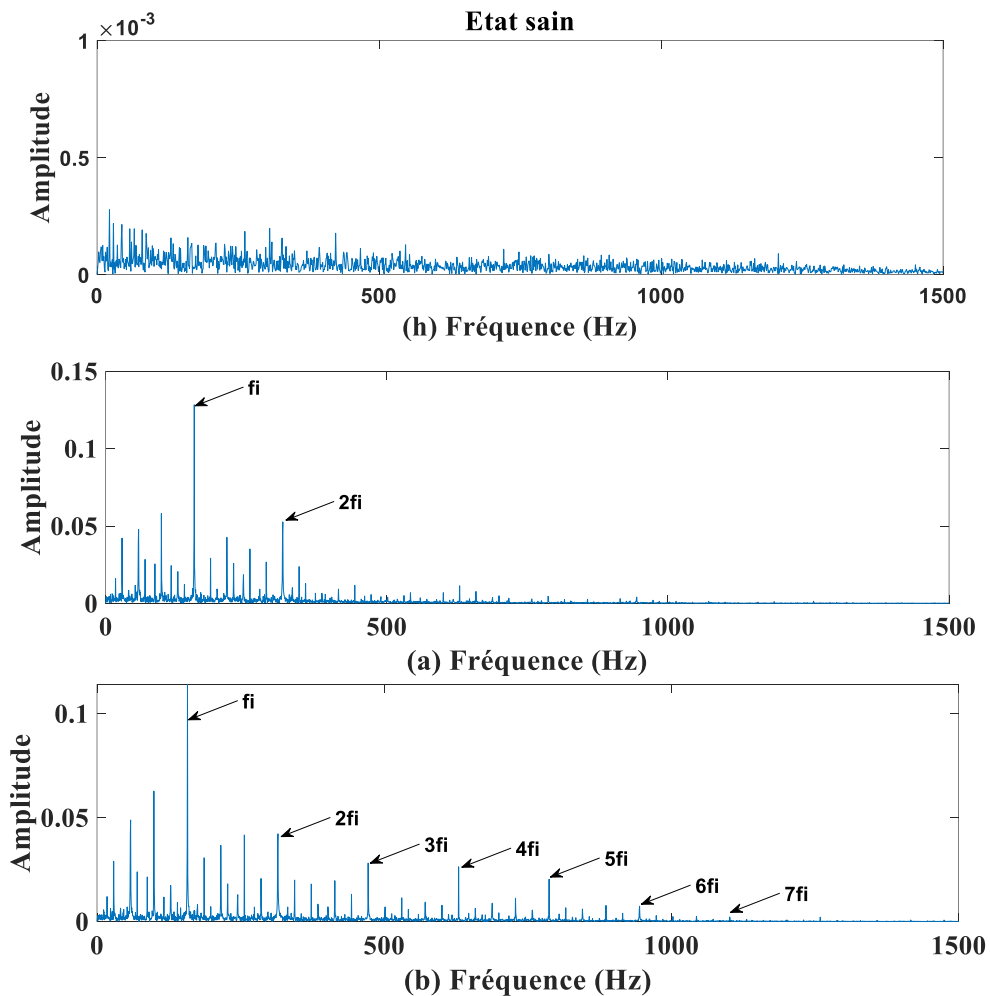 Etat sain
×10⁻³
1
0.5
0
Amplitude
0 500 1000 1500
(h) Fréquence (Hz)
0.15
0.1
0.05
0
Amplitude
fi
2fi
0 500 1000 1500
(a) Fréquence (Hz)
0.1
0.05
0
Amplitude
fi
2fi
3fi
4fi
5fi
6fi
7fi
0 500 1000 1500
(b) Fréquence (Hz)